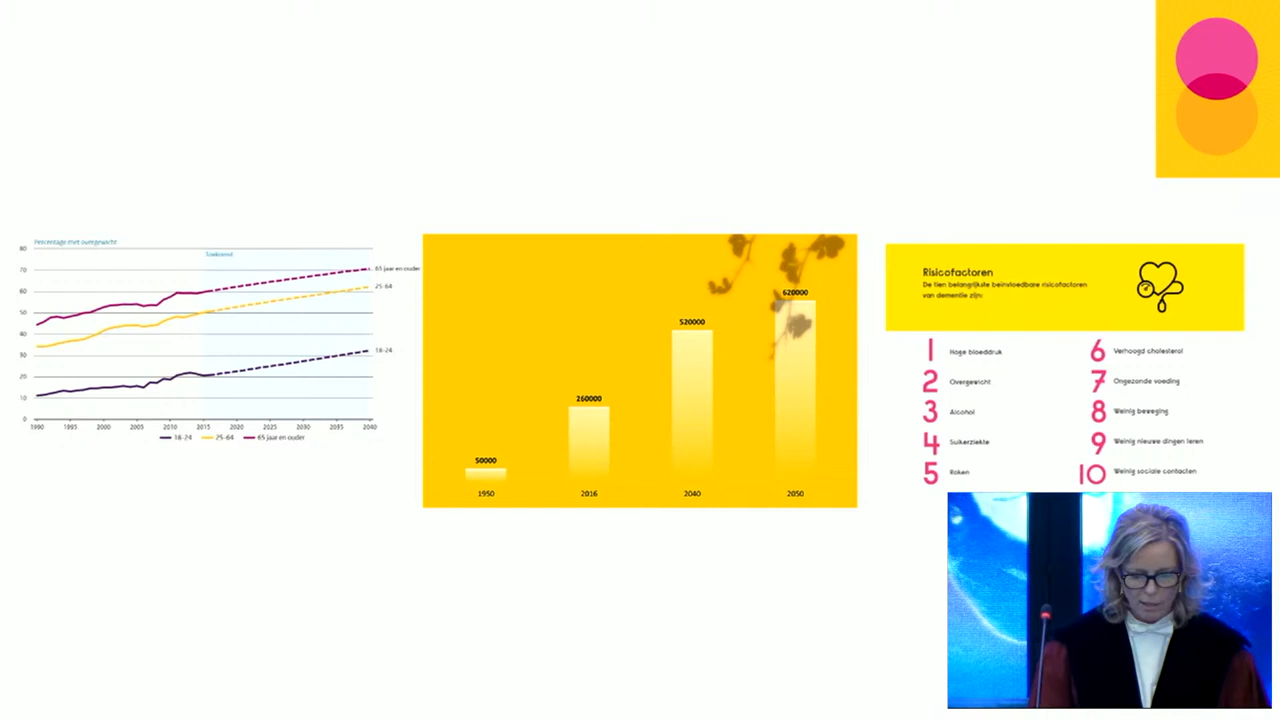 Percentage met overgewicht
80
Toekomst
70
65 jaar en ouder
25-64
60
50
40
18-24
30
20
10
0
1990 1995 2000 2005 2010 2015 2020 2025 2030 2035 2040
18-24 25-64 65 jaar en ouder
620000
520000
260000
50000
1950 2016 2040 2050
Risicofactoren
De tien belangrijkste beïnvloedbare risicofactoren
van dementie zijn:
1 Hoge bloeddruk
2 Overgewicht
3 Alcohol
4 Suikerziekte
5 Roken
6 Verhoogd cholesterol
7 Ongezonde voeding
8 Weinig beweging
9 Weinig nieuwe dingen leren
10 Weinig sociale contacten